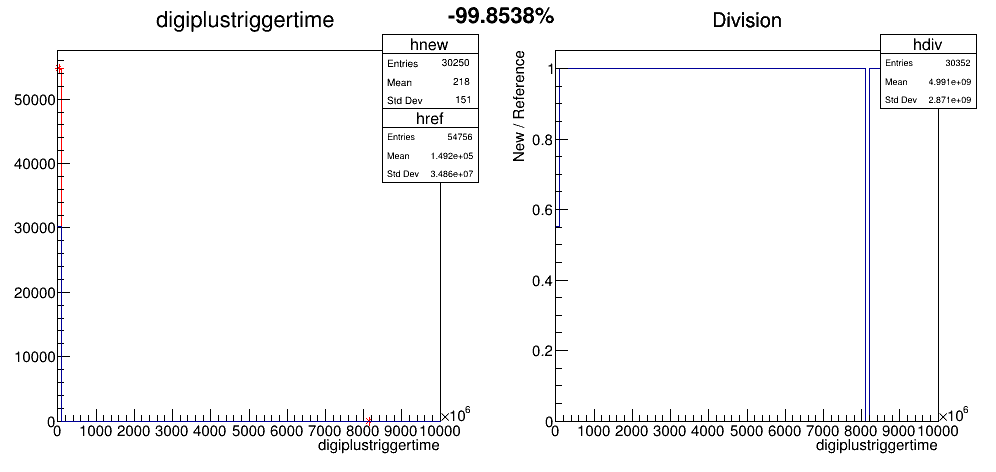 -99.8538%
digiplustriggertime
hnew
Entries 30250
Mean 218
Std Dev 151
href
Entries 54756
Mean 1.492e+05
Std Dev 3.486e+07
50000
40000
30000
20000
10000
0
0 1000 2000 3000 4000 5000 6000 7000 8000 9000 10000
×10⁶
digiplustriggertime
Division
hdiv
Entries 30352
Mean 4.991e+09
Std Dev 2.871e+09
New / Reference
1
0.8
0.6
0.4
0.2
0
0 1000 2000 3000 4000 5000 6000 7000 8000 9000 10000
×10⁶
digiplustriggertime